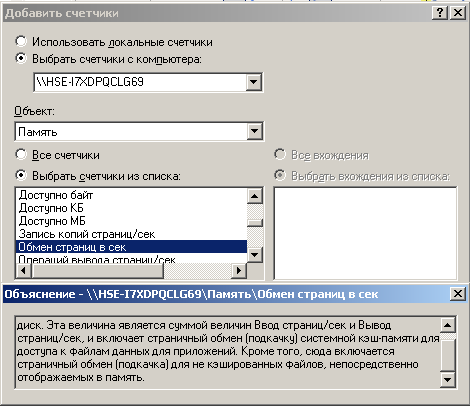 Добавить счетчики
Использовать локальные счетчики
Выбрать счетчики с компьютера:
\\HSE-I7XDPQCLG69
Объект:
Память
Все счетчики
Все вхождения
Выбрать счетчики из списка:
Выбрать вхождения из списка:
Доступно байт
Доступно КБ
Доступно МБ
Запись копий страниц/сек
Обмен страниц в сек
Операций вывода страниц/сек
Объяснение - \\HSE-I7XDPQCLG69\Память\Обмен страниц в сек
диск. Эта величина является суммой величин Ввод страниц/сек и Вывод
страниц/сек, и включает страничный обмен (подкачку) системной кэш-памяти для
доступа к файлам данных для приложений. Кроме того, сюда включается
страничный обмен (подкачка) для не кэшированных файлов, непосредственно
отображаемых в память.